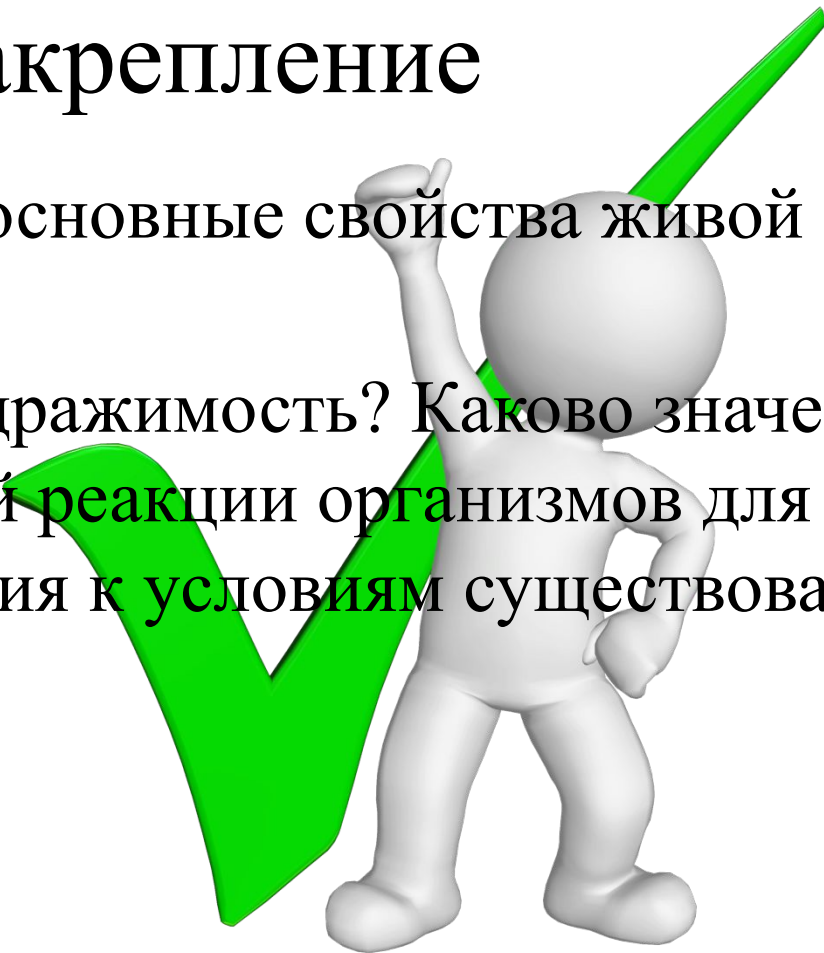 акрепление
основные свойства живой
дражимость? Каково значе
й реакции организмов для
ия к условиям существова